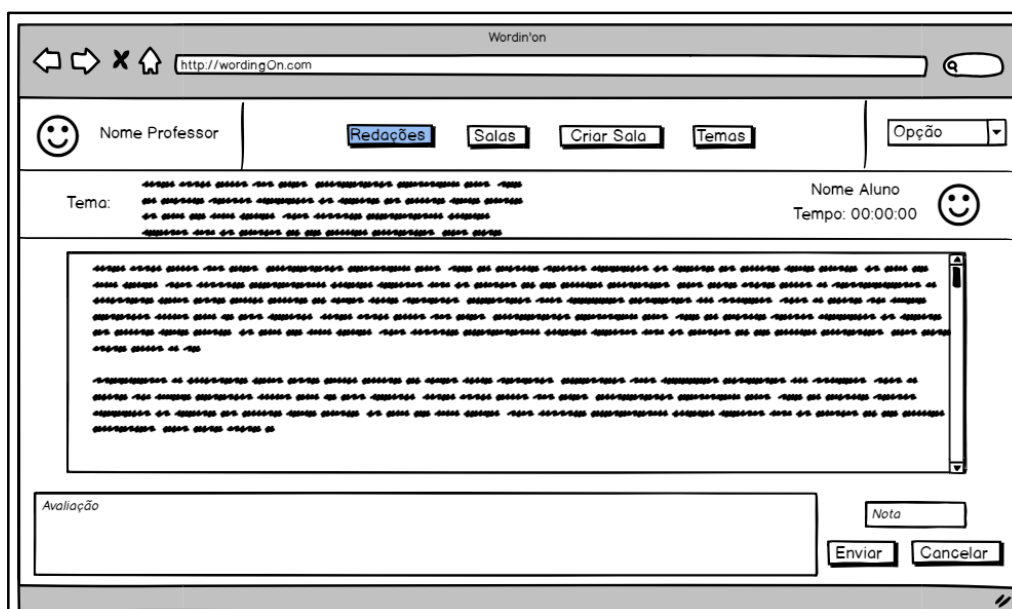 Wordin'on
http://wordingOn.com
Nome Professor
Redações
Salas
Criar Sala
Temas
Opção
Tema:
Nome Aluno
Tempo: 00:00:00
Avaliação
Nota
Enviar
Cancelar